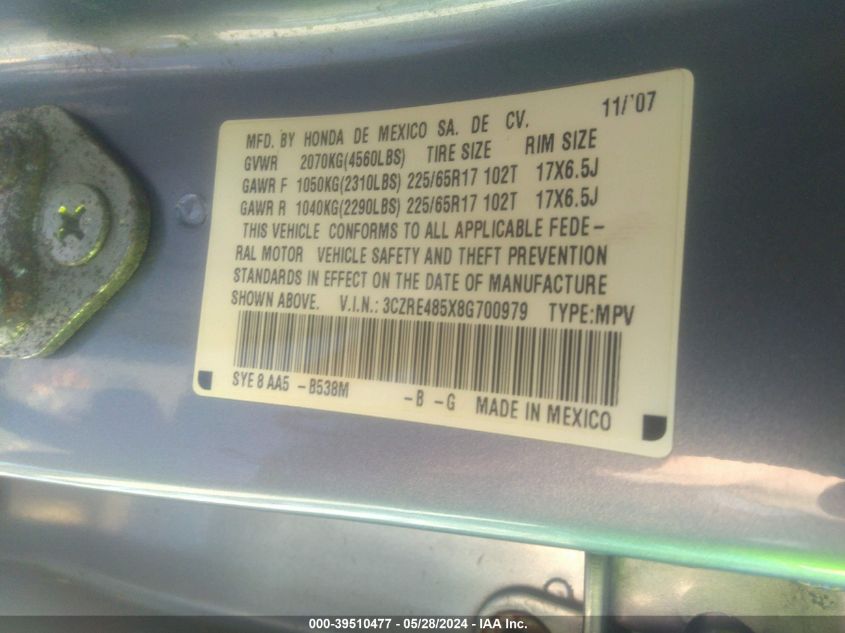 11/'07
MFD. BY HONDA DE MEXICO SA. DE CV.
GVWR 2070KG(4560LBS) TIRE SIZE RIM SIZE
GAWR F 1050KG(2310LBS) 225/65R17 102T 17X6.5J
GAWR R 1040KG(2290LBS) 225/65R17 102T 17X6.5J
THIS VEHICLE CONFORMS TO ALL APPLICABLE FEDE-
RAL MOTOR VEHICLE SAFETY AND THEFT PREVENTION
STANDARDS IN EFFECT ON THE DATE OF MANUFACTURE
SHOWN ABOVE. V.I.N.: 3CZRE485X8G700979 TYPE:MPV
SYE 8 AA5 -B538M -B -G MADE IN MEXICO
000-39510477 - 05/28/2024 - IAA Inc.